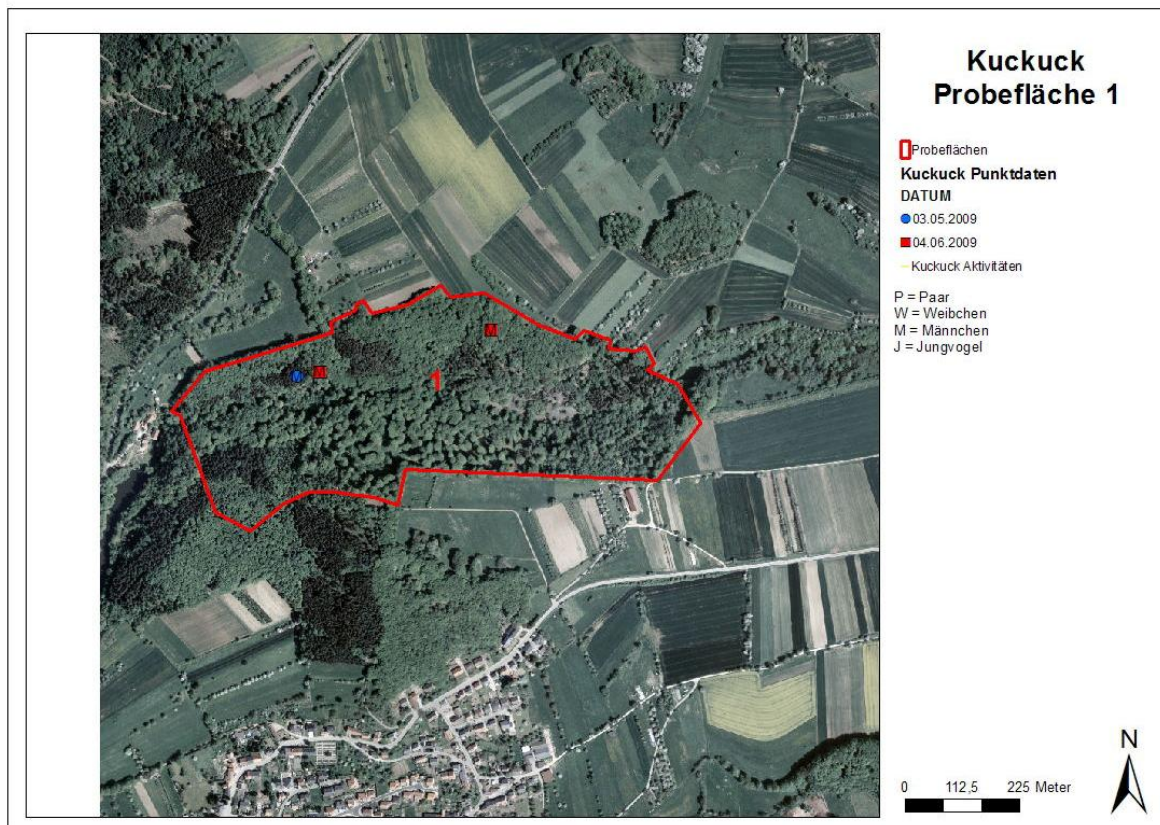 Kuckuck
Probefläche 1
Probeflächen
Kuckuck Punktdaten
DATUM
03.05.2009
04.06.2009
Kuckuck Aktivitäten
P = Paar
W = Weibchen
M = Männchen
J = Jungvogel
M
M
M
1
N
0 112,5 225 Meter